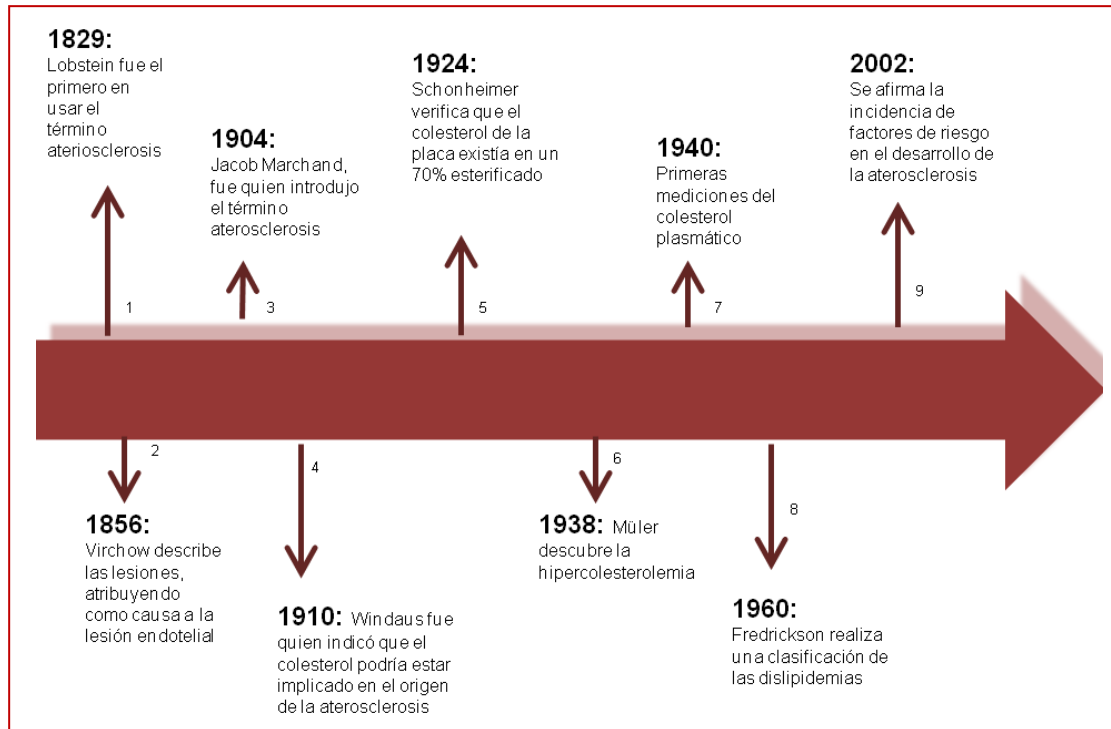 1829:
Lobstein fue el
primero en
usar el
término
ateriosclerosis
1
1856:
Virchow describe
las lesiones,
atribuyendo
como causa a la
lesión endotelial
2
1904:
Jacob Marchand,
fue quien introdujo
el término
aterosclerosis
3
1910: Windaus fue
quien indicó que el
colesterol podría estar
implicado en el origen
de la aterosclerosis
4
1924:
Schonheimer
verifica que el
colesterol de la
placa existía en un
70% esterificado
5
1938: Müler
descubre la
hipercolesterolemia
6
1940:
Primeras
mediciones del
colesterol
plasmático
7
1960:
Fredrickson realiza
una clasificación de
las dislipidemias
8
2002:
Se afirma la
incidencia de
factores de riesgo
en el desarrollo de
la aterosclerosis
9